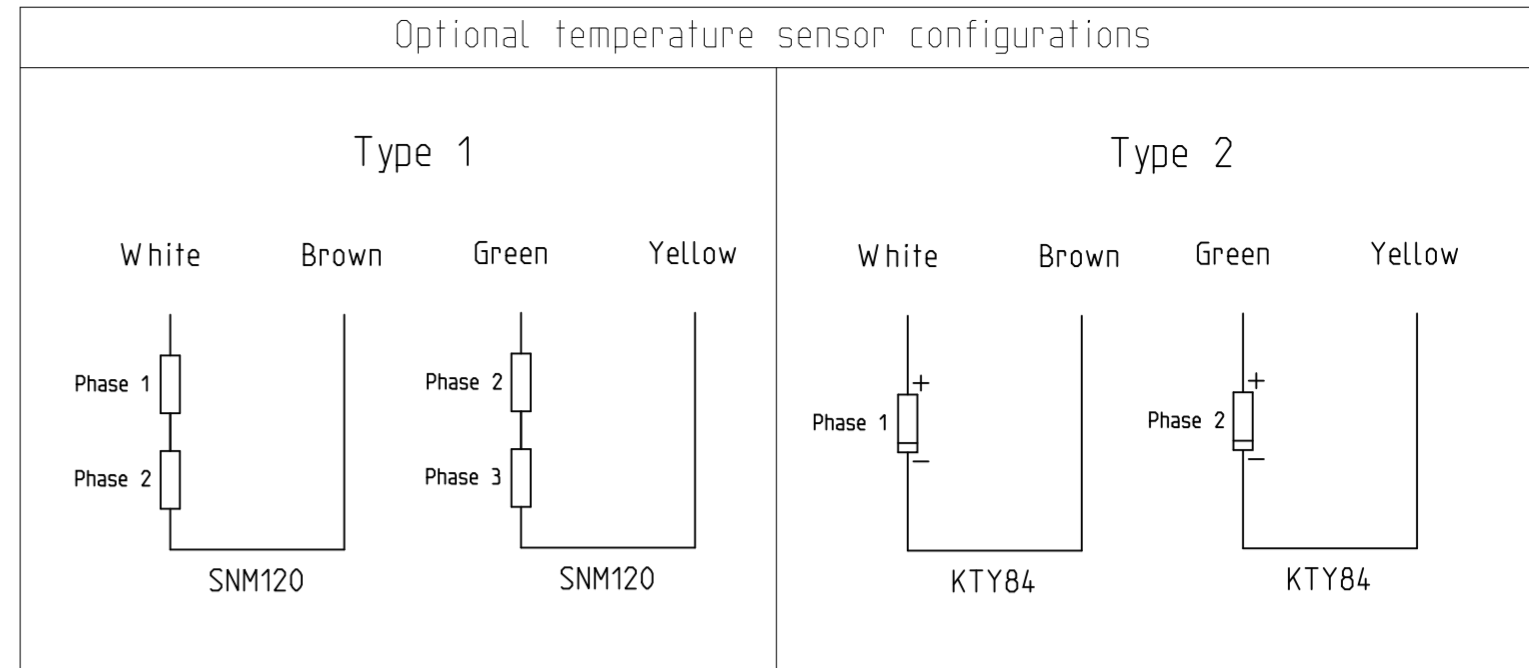 Optional temperature sensor configurations
Type 1
White Brown Green Yellow
Phase 1
Phase 2
Phase 2
Phase 3
SNM120 SNM120
Type 2
White Brown Green Yellow
+ +
Phase 1 Phase 2
− −
KTY84 KTY84